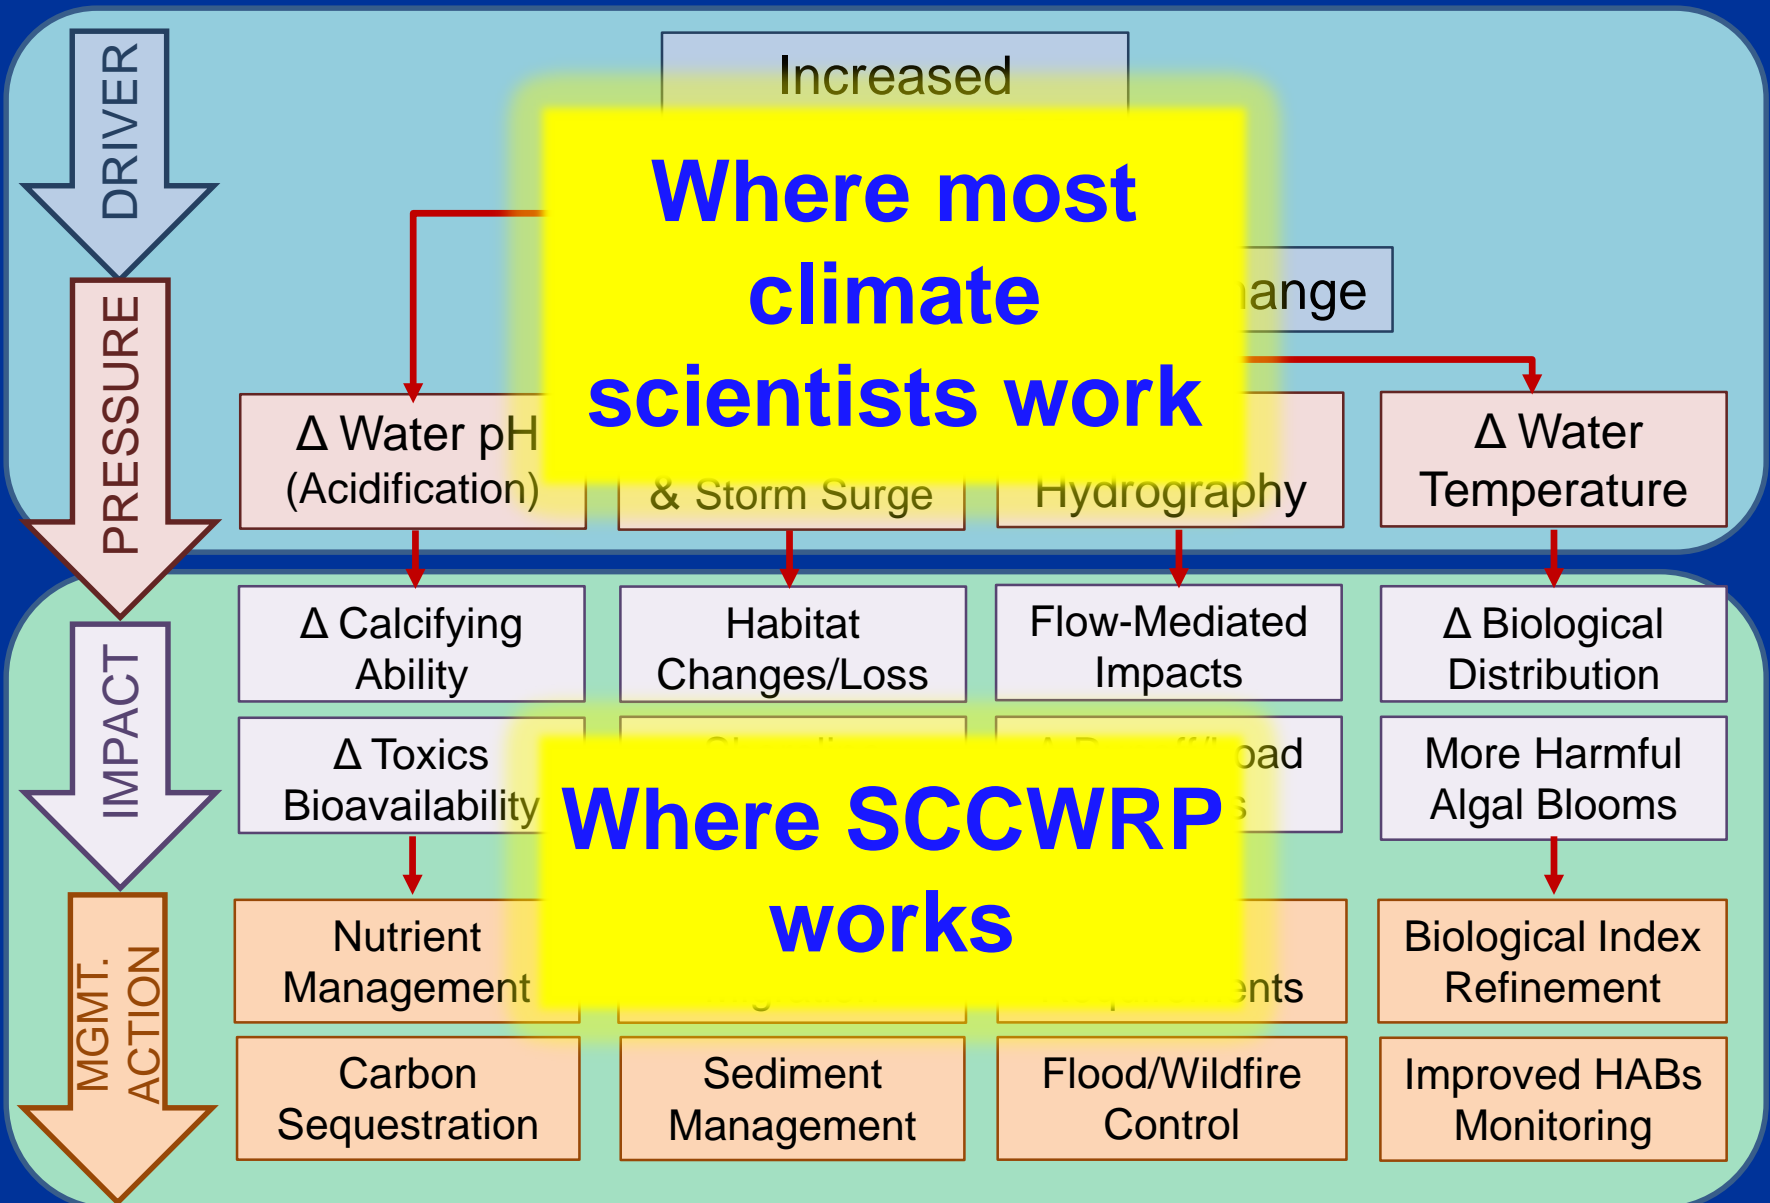 DRIVER
Increased
Where most
climate
scientists work
PRESSURE
Δ Water pH
(Acidification)
& Storm Surge
Hydrography
Δ Water
Temperature
IMPACT
Δ Calcifying
Ability
Habitat
Changes/Loss
Flow-Mediated
Impacts
Δ Biological
Distribution
Δ Toxics
Bioavailability
More Harmful
Algal Blooms
Where SCCWRP
works
MGMT.
ACTION
Nutrient
Management
Biological Index
Refinement
Carbon
Sequestration
Sediment
Management
Flood/Wildfire
Control
Improved HABs
Monitoring